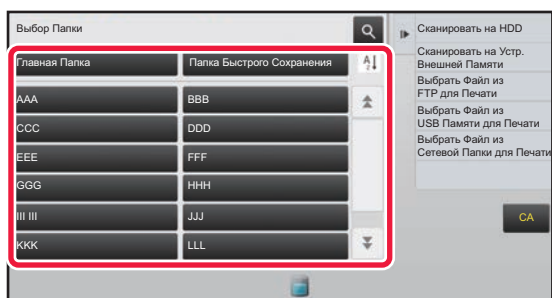 Выбор Папки
Главная Папка
Папка Быстрого Сохранения
AAA
BBB
CCC
DDD
EEE
FFF
GGG
HHH
III III
JJJ
KKK
LLL
Сканировать на HDD
Сканировать на Устр.
Внешней Памяти
Выбрать Файл из
FTP для Печати
Выбрать Файл из
USB Памяти для Печати
Выбрать Файл из
Сетевой Папки для Печати
CA